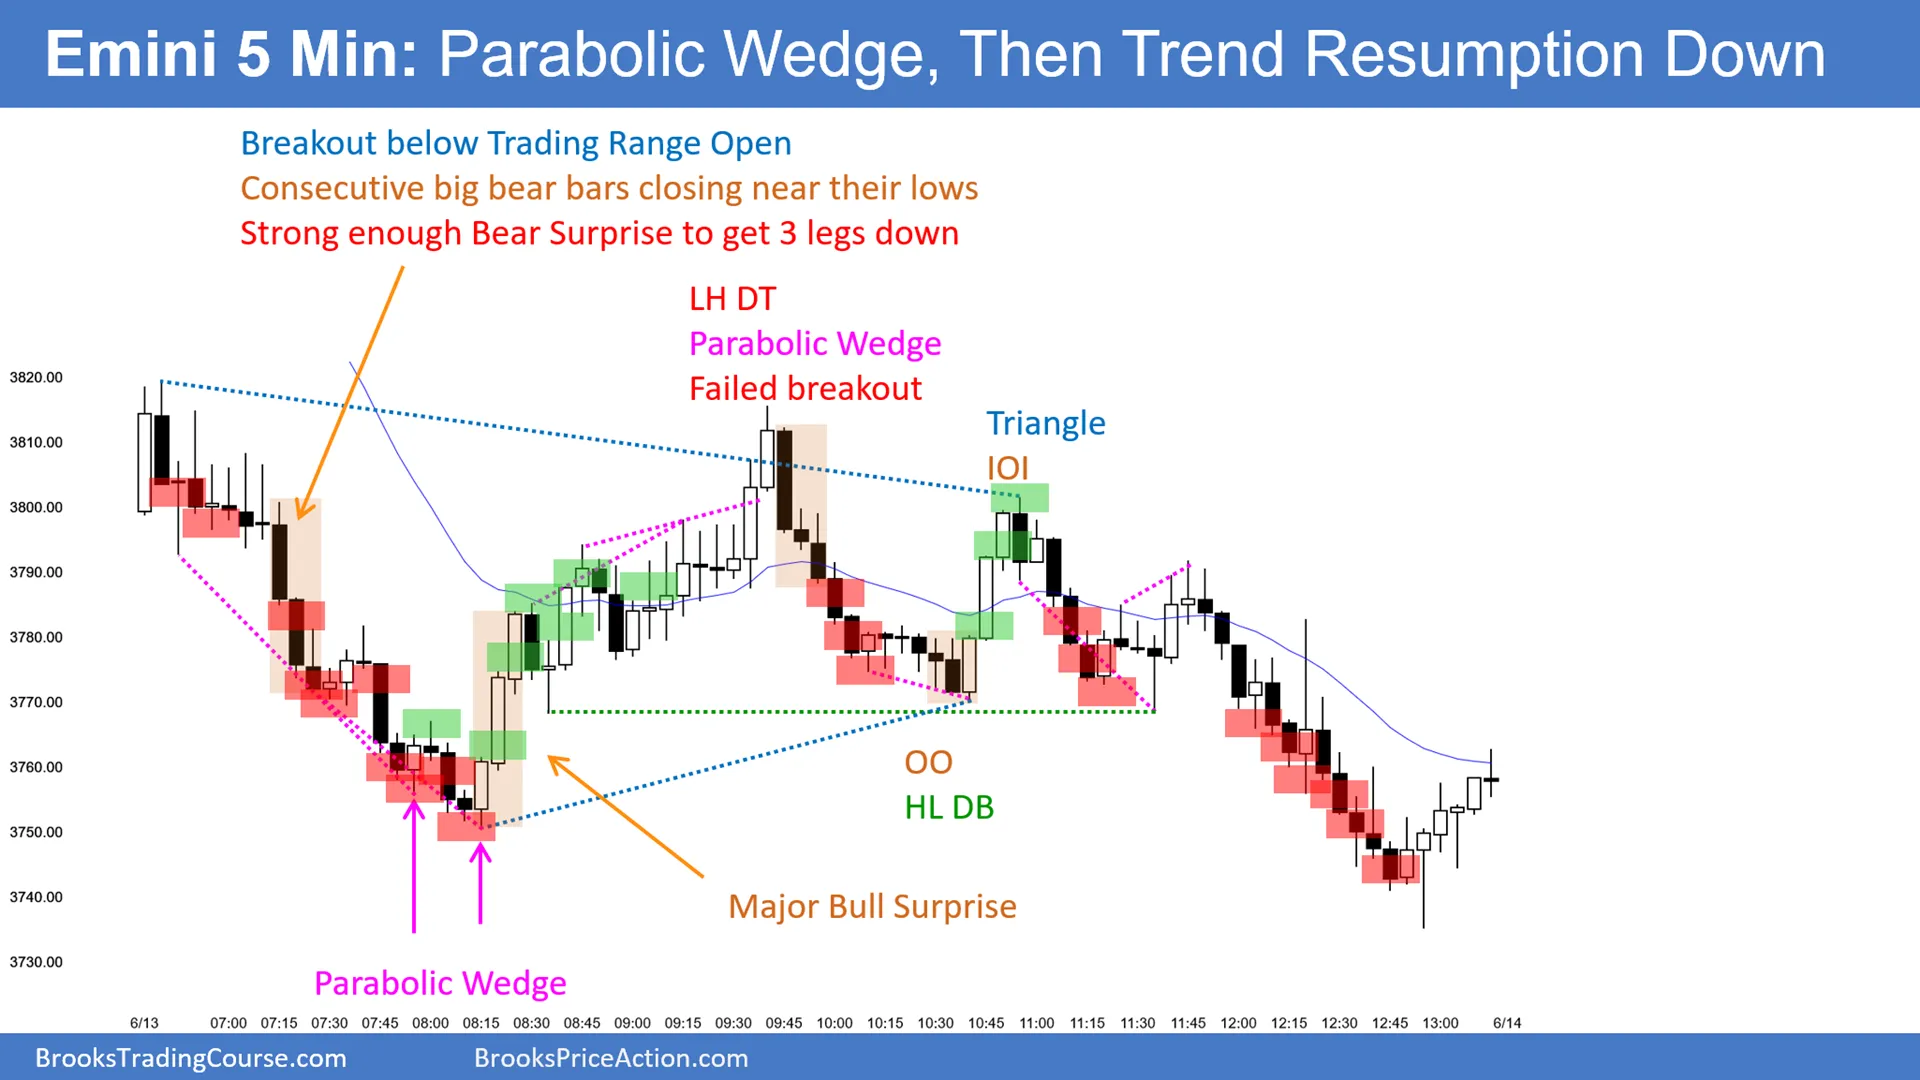 Emini 5 Min: Parabolic Wedge, Then Trend Resumption Down
Breakout below Trading Range Open
Consecutive big bear bars closing near their lows
Strong enough Bear Surprise to get 3 legs down
LH DT
Parabolic Wedge
Failed breakout
Triangle
IOI
3820.00
3810.00
3800.00
3790.00
3780.00
3770.00
3760.00
3750.00
3740.00
3730.00
OO
HL DB
Major Bull Surprise
Parabolic Wedge
6/13 07:00 07:15 07:30 07:45 08:00 08:15 08:30 08:45 09:00 09:15 09:30 09:45 10:00 10:15 10:30 10:45 11:00 11:15 11:30 11:45 12:00 12:15 12:30 12:45 13:00 6/14
BrooksTradingCourse.com BrooksPriceAction.com